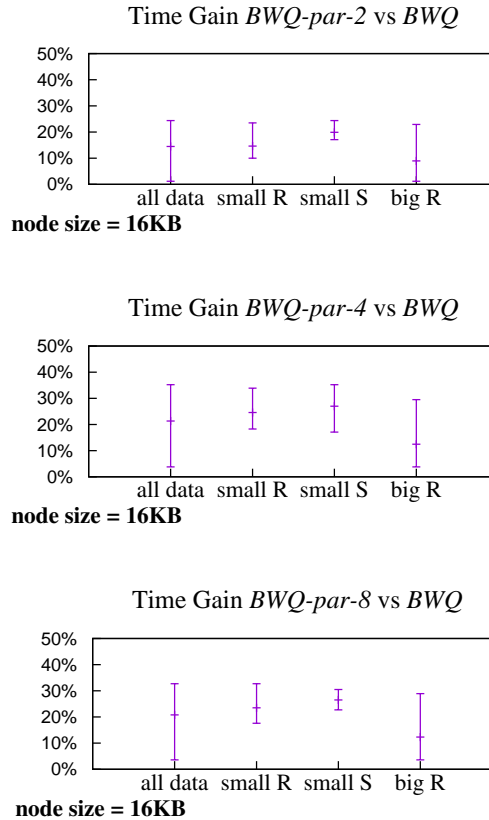 Time Gain BWQ-par-2 vs BWQ
50%
40%
30%
20%
10%
0%
all data small R small S big R
node size = 16KB
Time Gain BWQ-par-4 vs BWQ
50%
40%
30%
20%
10%
0%
all data small R small S big R
node size = 16KB
Time Gain BWQ-par-8 vs BWQ
50%
40%
30%
20%
10%
0%
all data small R small S big R
node size = 16KB